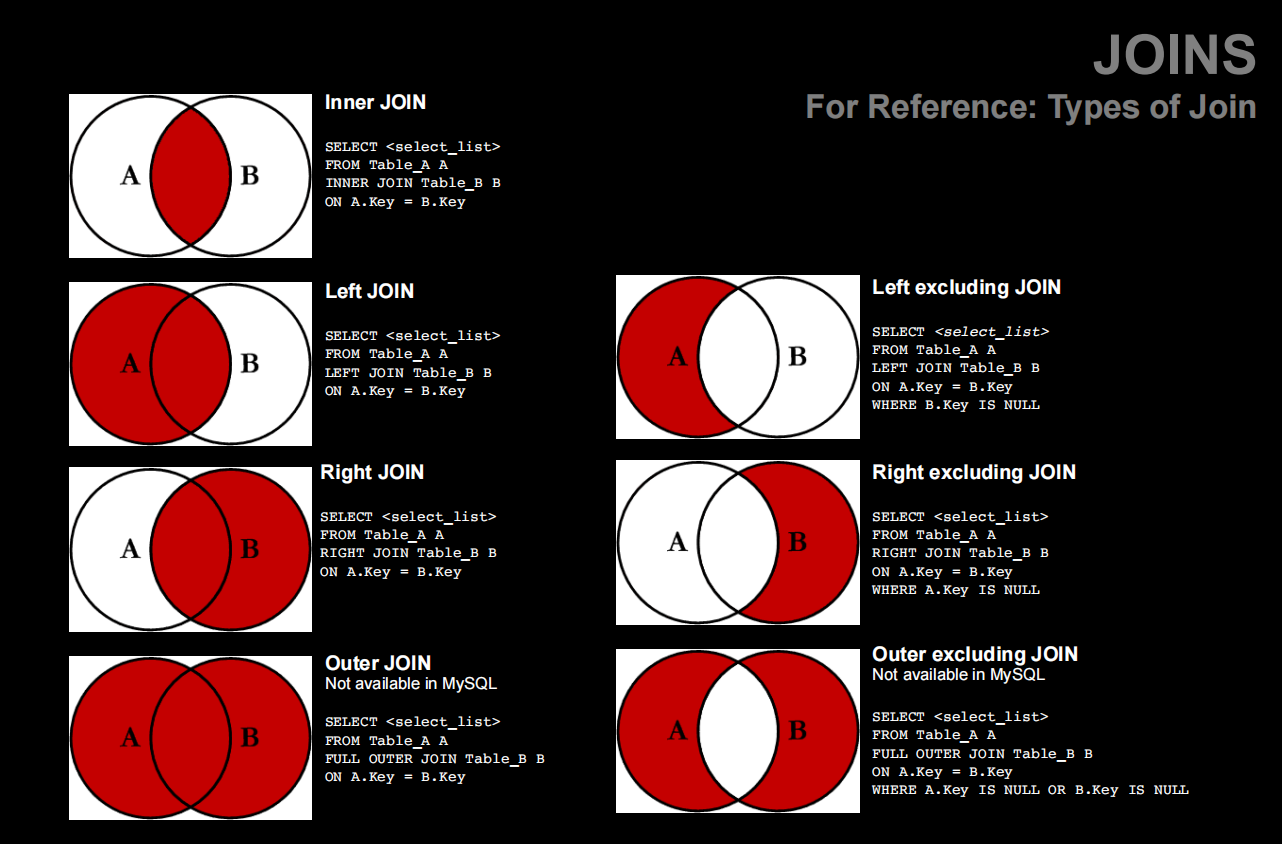 JOINS
For Reference: Types of Join
Inner JOIN
SELECT <select_list>
FROM Table_A A
INNER JOIN Table_B B
ON A.Key = B.Key
A
B
Left JOIN
SELECT <select_list>
FROM Table_A A
LEFT JOIN Table_B B
ON A.Key = B.Key
A
B
Left excluding JOIN
SELECT <select_list>
FROM Table_A A
LEFT JOIN Table_B B
ON A.Key = B.Key
WHERE B.Key IS NULL
A
B
Right JOIN
SELECT <select_list>
FROM Table_A A
RIGHT JOIN Table_B B
ON A.Key = B.Key
A
B
Right excluding JOIN
SELECT <select_list>
FROM Table_A A
RIGHT JOIN Table_B B
ON A.Key = B.Key
WHERE A.Key IS NULL
A
B
Outer JOIN
Not available in MySQL
SELECT <select_list>
FROM Table_A A
FULL OUTER JOIN Table_B B
ON A.Key = B.Key
A
B
Outer excluding JOIN
Not available in MySQL
SELECT <select_list>
FROM Table_A A
FULL OUTER JOIN Table_B B
ON A.Key = B.Key
WHERE A.Key IS NULL OR B.Key IS NULL
A
B